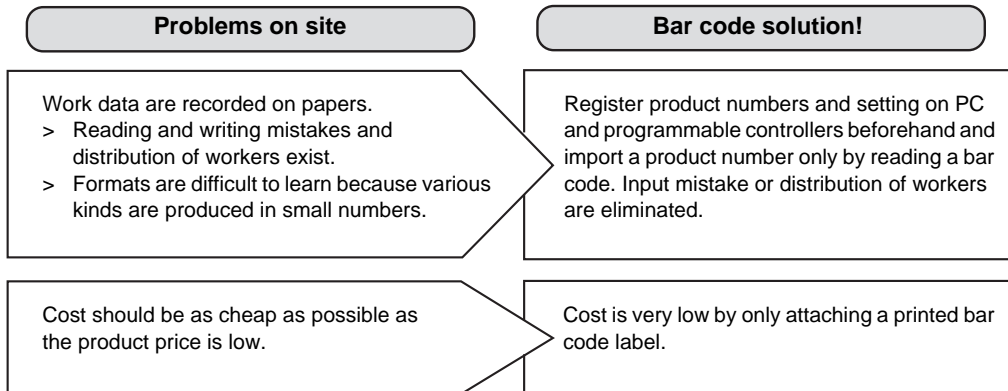 Problems on site
Bar code solution!
Work data are recorded on papers.
> Reading and writing mistakes and
distribution of workers exist.
> Formats are difficult to learn because various
kinds are produced in small numbers.
Register product numbers and setting on PC
and programmable controllers beforehand and
import a product number only by reading a bar
code. Input mistake or distribution of workers
are eliminated.
Cost should be as cheap as possible as
the product price is low.
Cost is very low by only attaching a printed bar
code label.